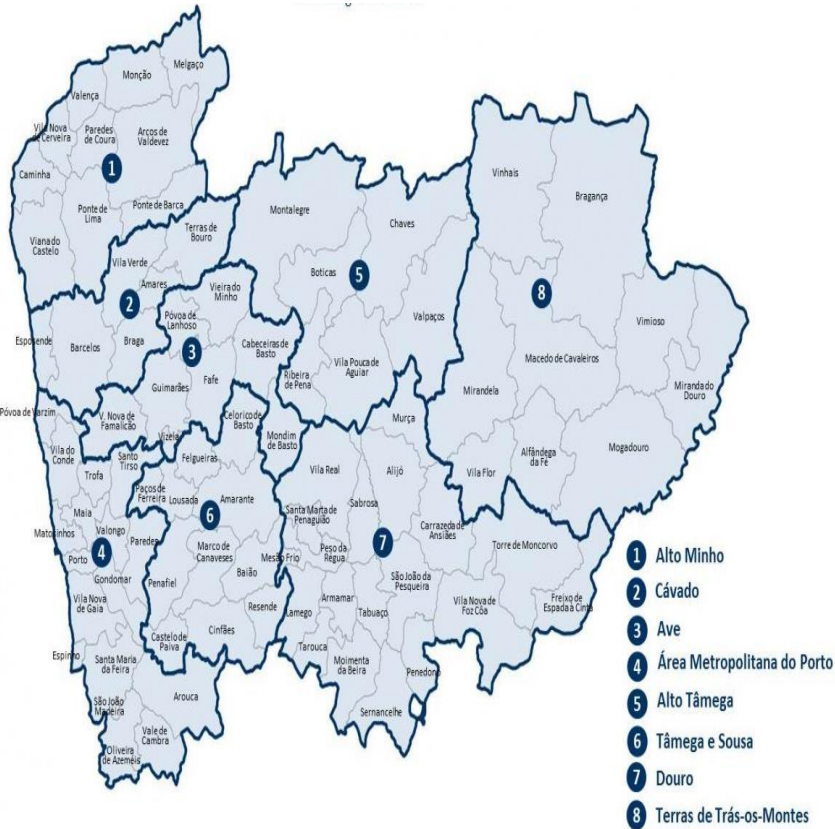 Melgaço
Monção
Valença
Vila Nova
de Cerveira
Paredes
de Coura
Arcos de
Valdevez
1
Caminha
Ponte de
Lima
Ponte de Barca
Viana do
Castelo
Terras de
Bouro
Vila Verde
Amares
2
Vieira do
Minho
Póvoa de
Lanhoso
Esposende
Barcelos
Braga
3
Cabeceiras de
Basto
Guimarães
Fafe
Póvoa de Varzim
V. Nova de
Famalicão
Vizela
Celorico de
Basto
Mondim
de Basto
Montalegre
Chaves
Boticas
5
Valpaços
Vila Pouca de
Aguiar
Ribeira
de Pena
Vinhais
Bragança
8
Vimioso
Macedo de Cavaleiros
Mirandela
Miranda do
Douro
Mogadouro
Alfândega
da Fé
Vila Flor
Vila do
Conde
Santo
Tirso
Trofa
Maia
Matosinhos
Valongo
4
Porto
Gondomar
Paredes
Vila Nova
de Gaia
Espinho
Santa Maria
da Feira
Arouca
São João
Madeira
Vale de
Cambra
Oliveira
de Azeméis
Felgueiras
Paços de
Ferreira
Lousada
Amarante
6
Marco de
Canaveses
Baião
Penafiel
Resende
Cinfães
Castelo de
Paiva
Murça
Vila Real
Alijó
Sabrosa
Santa Marta de
Penaguião
Peso da
Régua
Mesão Frio
7
Carrazeda de
Ansiães
Torre de Moncorvo
São João da
Pesqueira
Vila Nova de
Foz Côa
Freixo de
Espada à Cinta
Armamar
Lamego
Tabuaço
Tarouca
Moimenta
da Beira
Penedono
Sernancelhe
1 Alto Minho
2 Cávado
3 Ave
4 Área Metropolitana do Porto
5 Alto Tâmega
6 Tâmega e Sousa
7 Douro
8 Terras de Trás-os-Montes